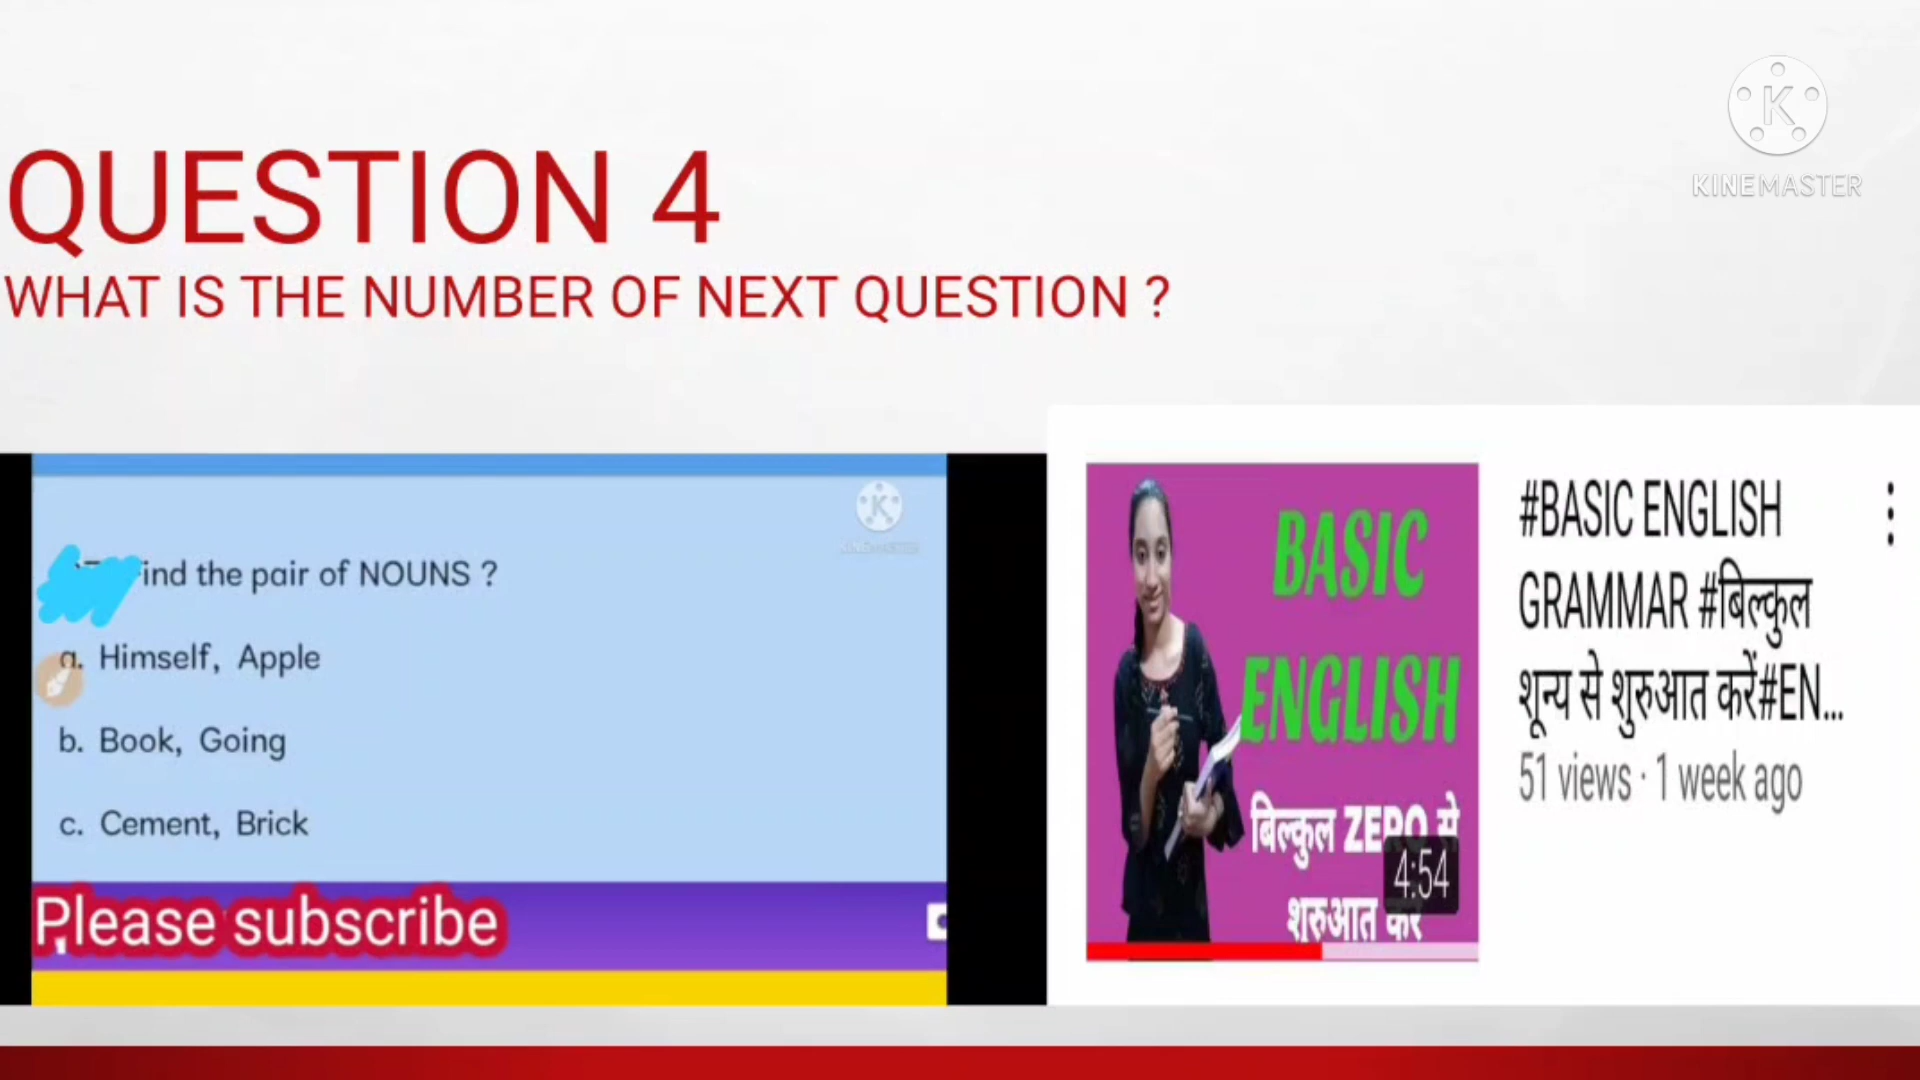 KINEMASTER
QUESTION 4
WHAT IS THE NUMBER OF NEXT QUESTION ?
ind the pair of NOUNS ?
a. Himself, Apple
b. Book, Going
c. Cement, Brick
Please subscribe
BASIC
ENGLISH
बिल्कुल ZERO से
शुरुआत करें
4:54
#BASIC ENGLISH
GRAMMAR #बिल्कुल
शून्य से शुरुआत करें#EN...
51 views · 1 week ago